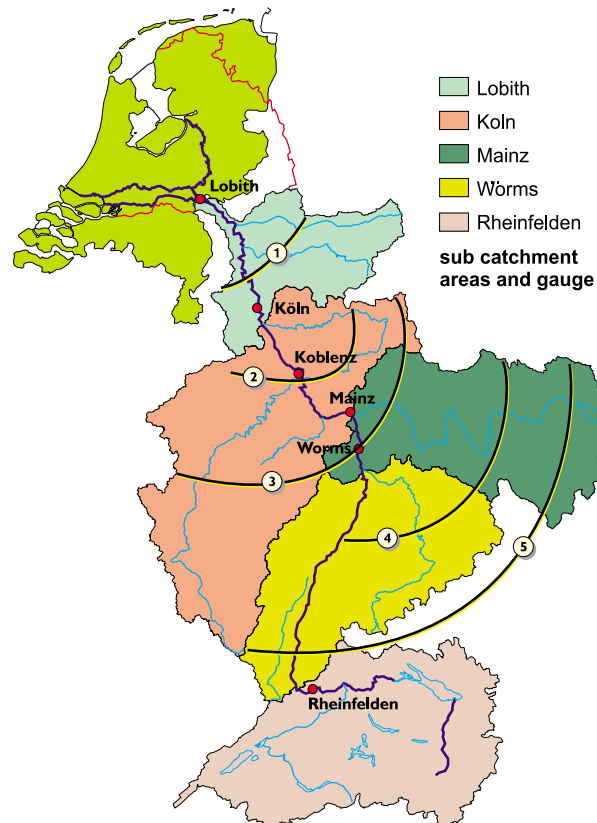 Lobith
Koln
Mainz
Wörms
Rheinfelden
sub catchment
areas and gauge
Lobith
1
Köln
Koblenz
2
Mainz
Worms
3
4
5
Rheinfelden